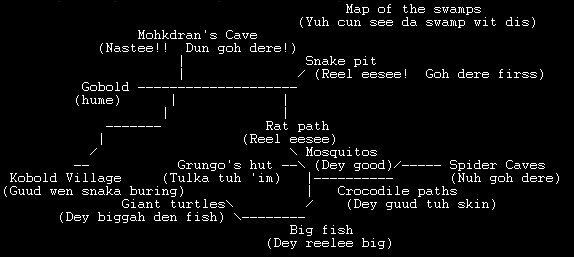 Map of the swamps
(Yuh cun see da swamp wit dis)
Mohkdran's Cave
(Nastee!! Dun goh dere!)
Snake pit
(Reel eesee! Goh dere firss)
Gobold
(hume)
Rat path
(Reel eesee)
Mosquitos
Grungo's hut (Dey good) Spider Caves
Kobold Village (Tulka tuh 'im) (Nuh goh dere)
(Guud wen snaka buring) Crocodile paths
Giant turtles (Dey guud tuh skin)
(Dey biggah den fish)
Big fish
(Dey reelee big)